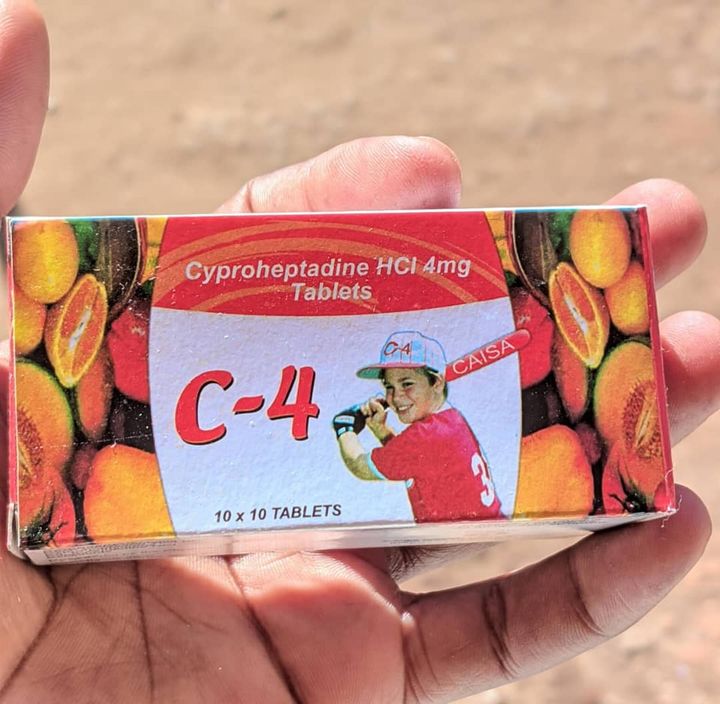 Cyproheptadine HCl 4mg
Tablets
C-4
C-4
CAISA
3
10 x 10 TABLETS